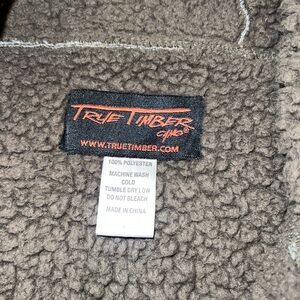 TRUE TIMBER
CAMO®
WWW.TRUETIMBER.COM
100% POLYESTER
MACHINE WASH
COLD
TUMBLE DRY LOW
DO NOT BLEACH
MADE IN CHINA